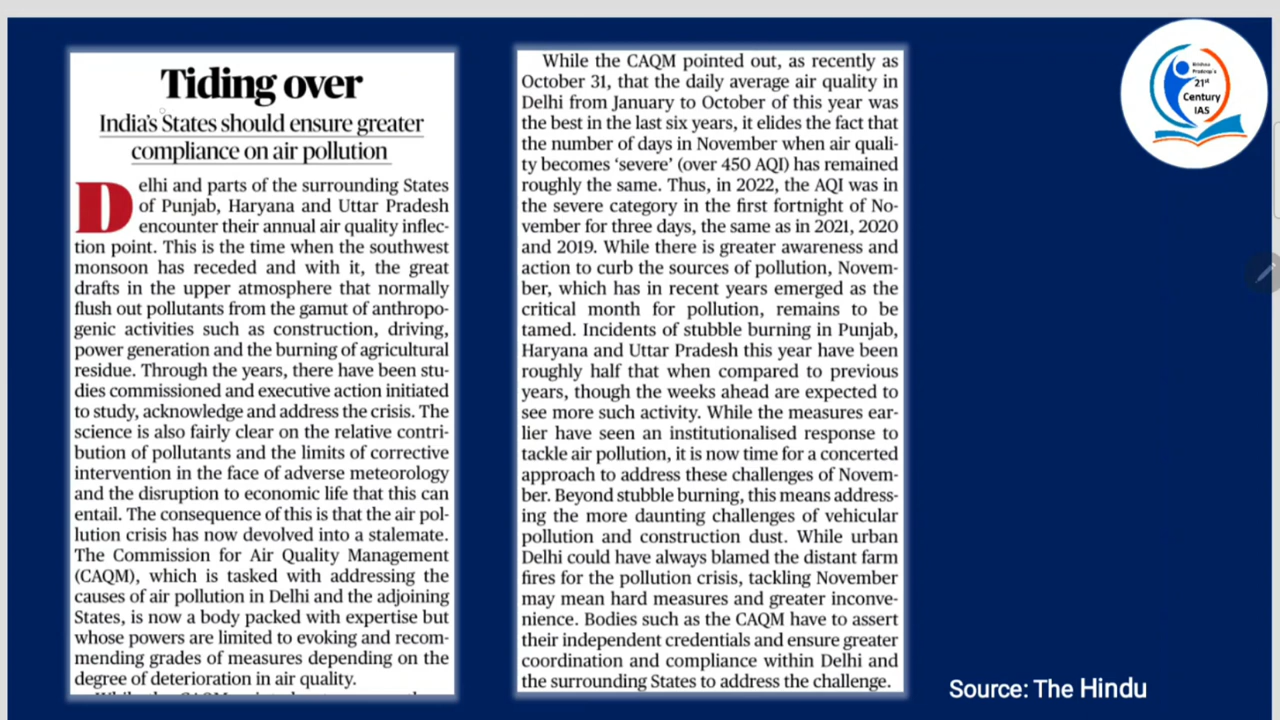 Tiding over
India's States should ensure greater
compliance on air pollution
Delhi and parts of the surrounding States
of Punjab, Haryana and Uttar Pradesh
encounter their annual air quality inflec-
tion point. This is the time when the southwest
monsoon has receded and with it, the great
drafts in the upper atmosphere that normally
flush out pollutants from the gamut of anthropo-
genic activities such as construction, driving,
power generation and the burning of agricultural
residue. Through the years, there have been stu-
dies commissioned and executive action initiated
to study, acknowledge and address the crisis. The
science is also fairly clear on the relative contri-
bution of pollutants and the limits of corrective
intervention in the face of adverse meteorology
and the disruption to economic life that this can
entail. The consequence of this is that the air pol-
lution crisis has now devolved into a stalemate.
The Commission for Air Quality Management
(CAQM), which is tasked with addressing the
causes of air pollution in Delhi and the adjoining
States, is now a body packed with expertise but
whose powers are limited to evoking and recom-
mending grades of measures depending on the
degree of deterioration in air quality.
While the CAQM pointed out, as recently as
October 31, that the daily average air quality in
Delhi from January to October of this year was
the best in the last six years, it elides the fact that
the number of days in November when air quali-
ty becomes 'severe' (over 450 AQI) has remained
roughly the same. Thus, in 2022, the AQI was in
the severe category in the first fortnight of No-
vember for three days, the same as in 2021, 2020
and 2019. While there is greater awareness and
action to curb the sources of pollution, Novem-
ber, which has in recent years emerged as the
critical month for pollution, remains to be
tamed. Incidents of stubble burning in Punjab,
Haryana and Uttar Pradesh this year have been
roughly half that when compared to previous
years, though the weeks ahead are expected to
see more such activity. While the measures ear-
lier have seen an institutionalised response to
tackle air pollution, it is now time for a concerted
approach to address these challenges of Novem-
ber. Beyond stubble burning, this means address-
ing the more daunting challenges of vehicular
pollution and construction dust. While urban
Delhi could have always blamed the distant farm
fires for the pollution crisis, tackling November
may mean hard measures and greater inconve-
nience. Bodies such as the CAQM have to assert
their independent credentials and ensure greater
coordination and compliance within Delhi and
the surrounding States to address the challenge.
Krishna
Pradeep's
21st
Century
IAS
Source: The Hindu